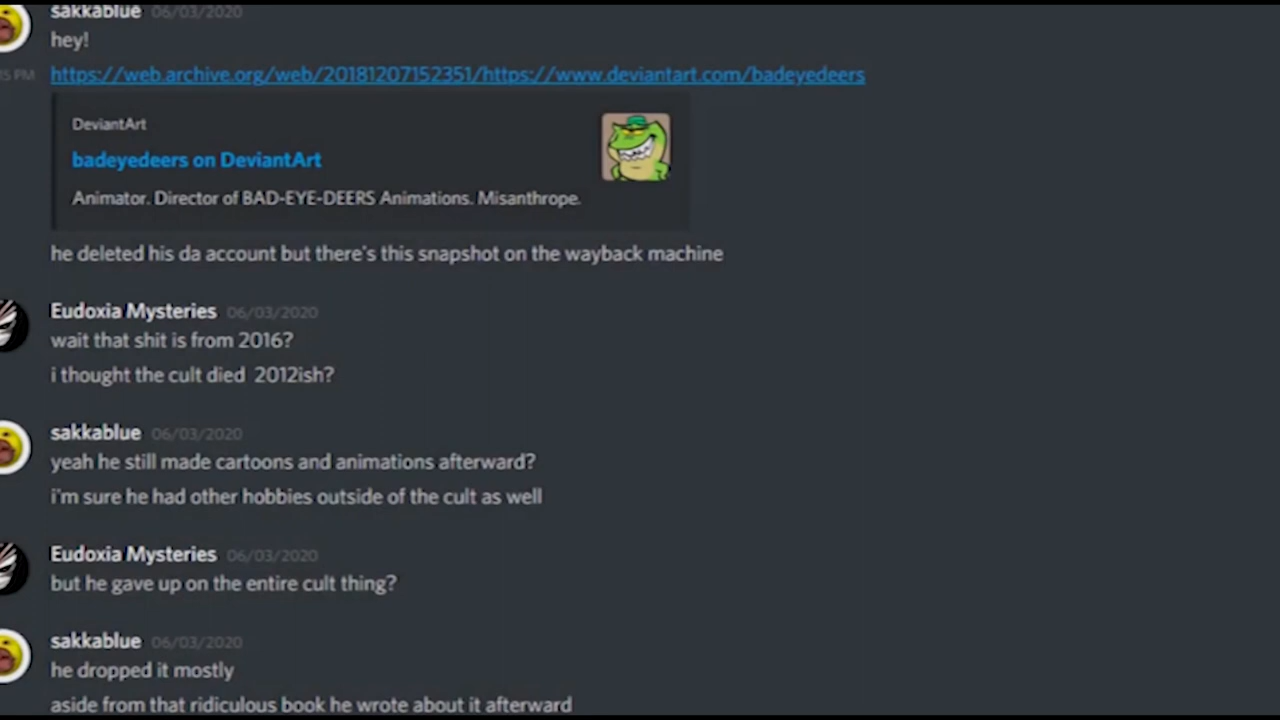 sakkablue 06/03/2020
hey!
15 PM https://web.archive.org/web/20181207152351/https://www.deviantart.com/badeyedeers
DeviantArt
badeyedeers on DeviantArt
Animator. Director of BAD-EYE-DEERS Animations. Misanthrope.
he deleted his da account but there's this snapshot on the wayback machine
Eudoxia Mysteries 06/03/2020
wait that shit is from 2016?
i thought the cult died 2012ish?
sakkablue 06/03/2020
yeah he still made cartoons and animations afterward?
i'm sure he had other hobbies outside of the cult as well
Eudoxia Mysteries 06/03/2020
but he gave up on the entire cult thing?
sakkablue 06/03/2020
he dropped it mostly
aside from that ridiculous book he wrote about it afterward